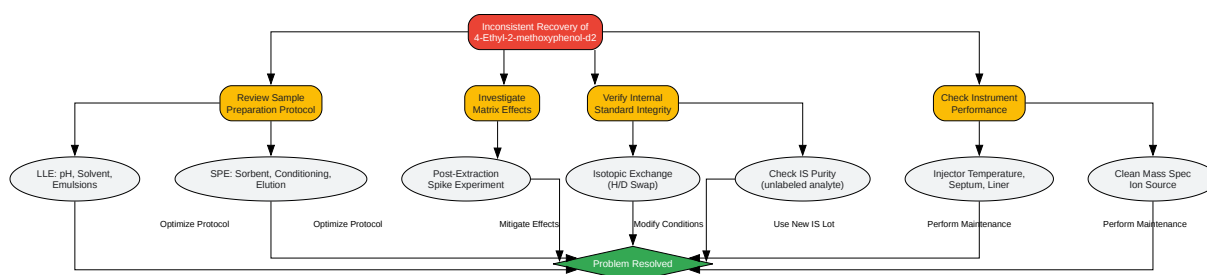 Inconsistent Recovery of
4-Ethyl-2-methoxyphenol-d2
Review Sample
Preparation Protocol
Investigate
Matrix Effects
Verify Internal
Standard Integrity
Check Instrument
Performance
LLE: pH, Solvent,
Emulsions
SPE: Sorbent, Conditioning,
Elution
Post-Extraction
Spike Experiment
Isotopic Exchange
(H/D Swap)
Check IS Purity
(unlabeled analyte)
Injector Temperature,
Septum, Liner
Clean Mass Spec
Ion Source
Optimize Protocol
Optimize Protocol
Mitigate Effects
Modify Conditions
Use New IS Lot
Perform Maintenance
Perform Maintenance
Problem Resolved